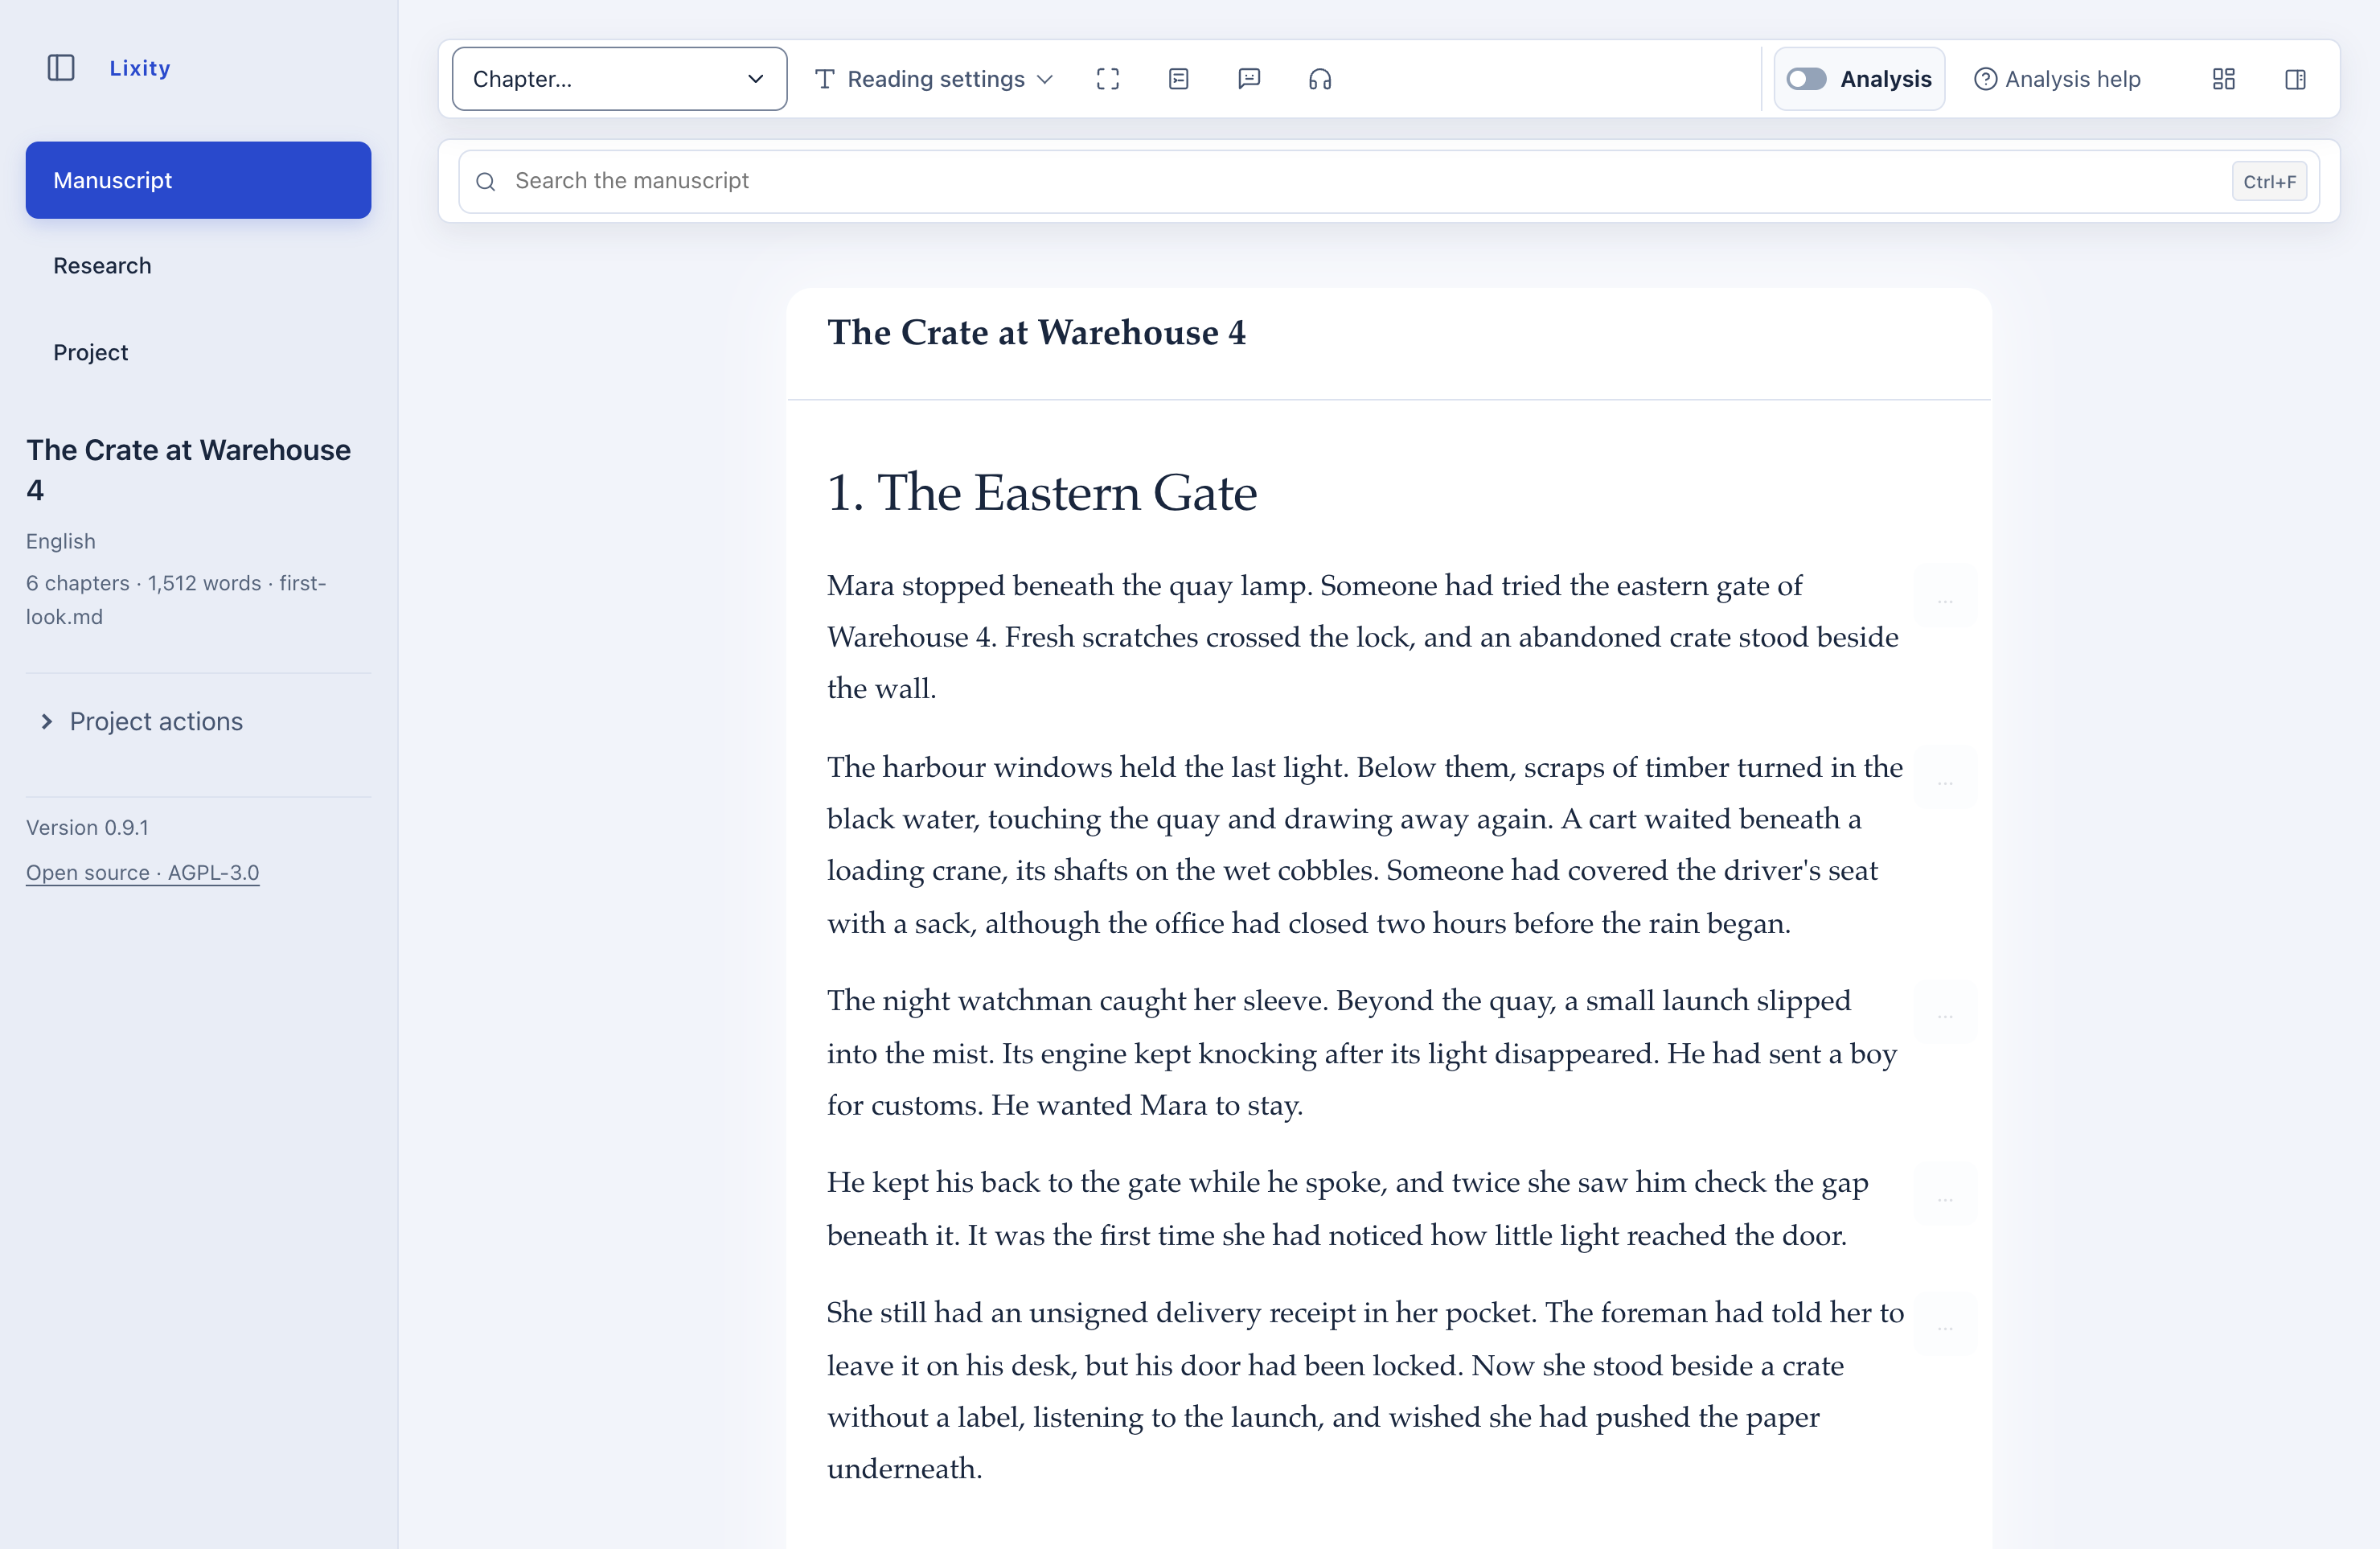 Lixity
Manuscript
Research
Project
The Crate at Warehouse
4
English
6 chapters · 1,512 words · first-
look.md
Project actions
Version 0.9.1
Open source · AGPL-3.0
Chapter...
Reading settings
Analysis
Analysis help
Search the manuscript
Ctrl+F
The Crate at Warehouse 4
1. The Eastern Gate
Mara stopped beneath the quay lamp. Someone had tried the eastern gate of
Warehouse 4. Fresh scratches crossed the lock, and an abandoned crate stood beside
the wall.
The harbour windows held the last light. Below them, scraps of timber turned in the
black water, touching the quay and drawing away again. A cart waited beneath a
loading crane, its shafts on the wet cobbles. Someone had covered the driver's seat
with a sack, although the office had closed two hours before the rain began.
The night watchman caught her sleeve. Beyond the quay, a small launch slipped
into the mist. Its engine kept knocking after its light disappeared. He had sent a boy
for customs. He wanted Mara to stay.
He kept his back to the gate while he spoke, and twice she saw him check the gap
beneath it. It was the first time she had noticed how little light reached the door.
She still had an unsigned delivery receipt in her pocket. The foreman had told her to
leave it on his desk, but his door had been locked. Now she stood beside a crate
without a label, listening to the launch, and wished she had pushed the paper
underneath.